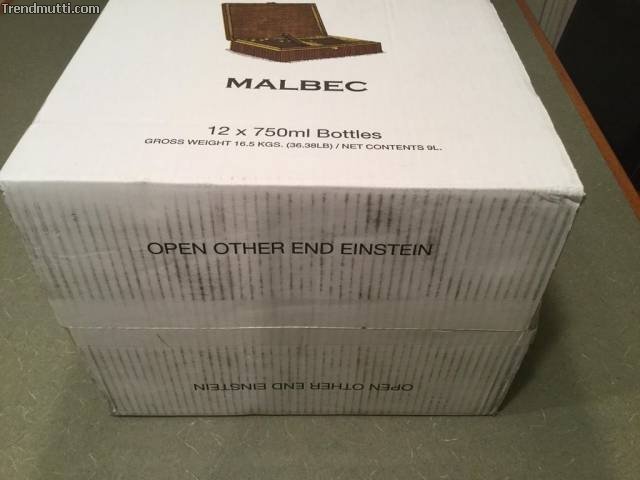 Trendmutti.com
MALBEC
12 x 750ml Bottles
GROSS WEIGHT 16.5 KGS. (36.38LB) / NET CONTENTS 9L.
OPEN OTHER END EINSTEIN
OPEN OTHER END EINSTEIN